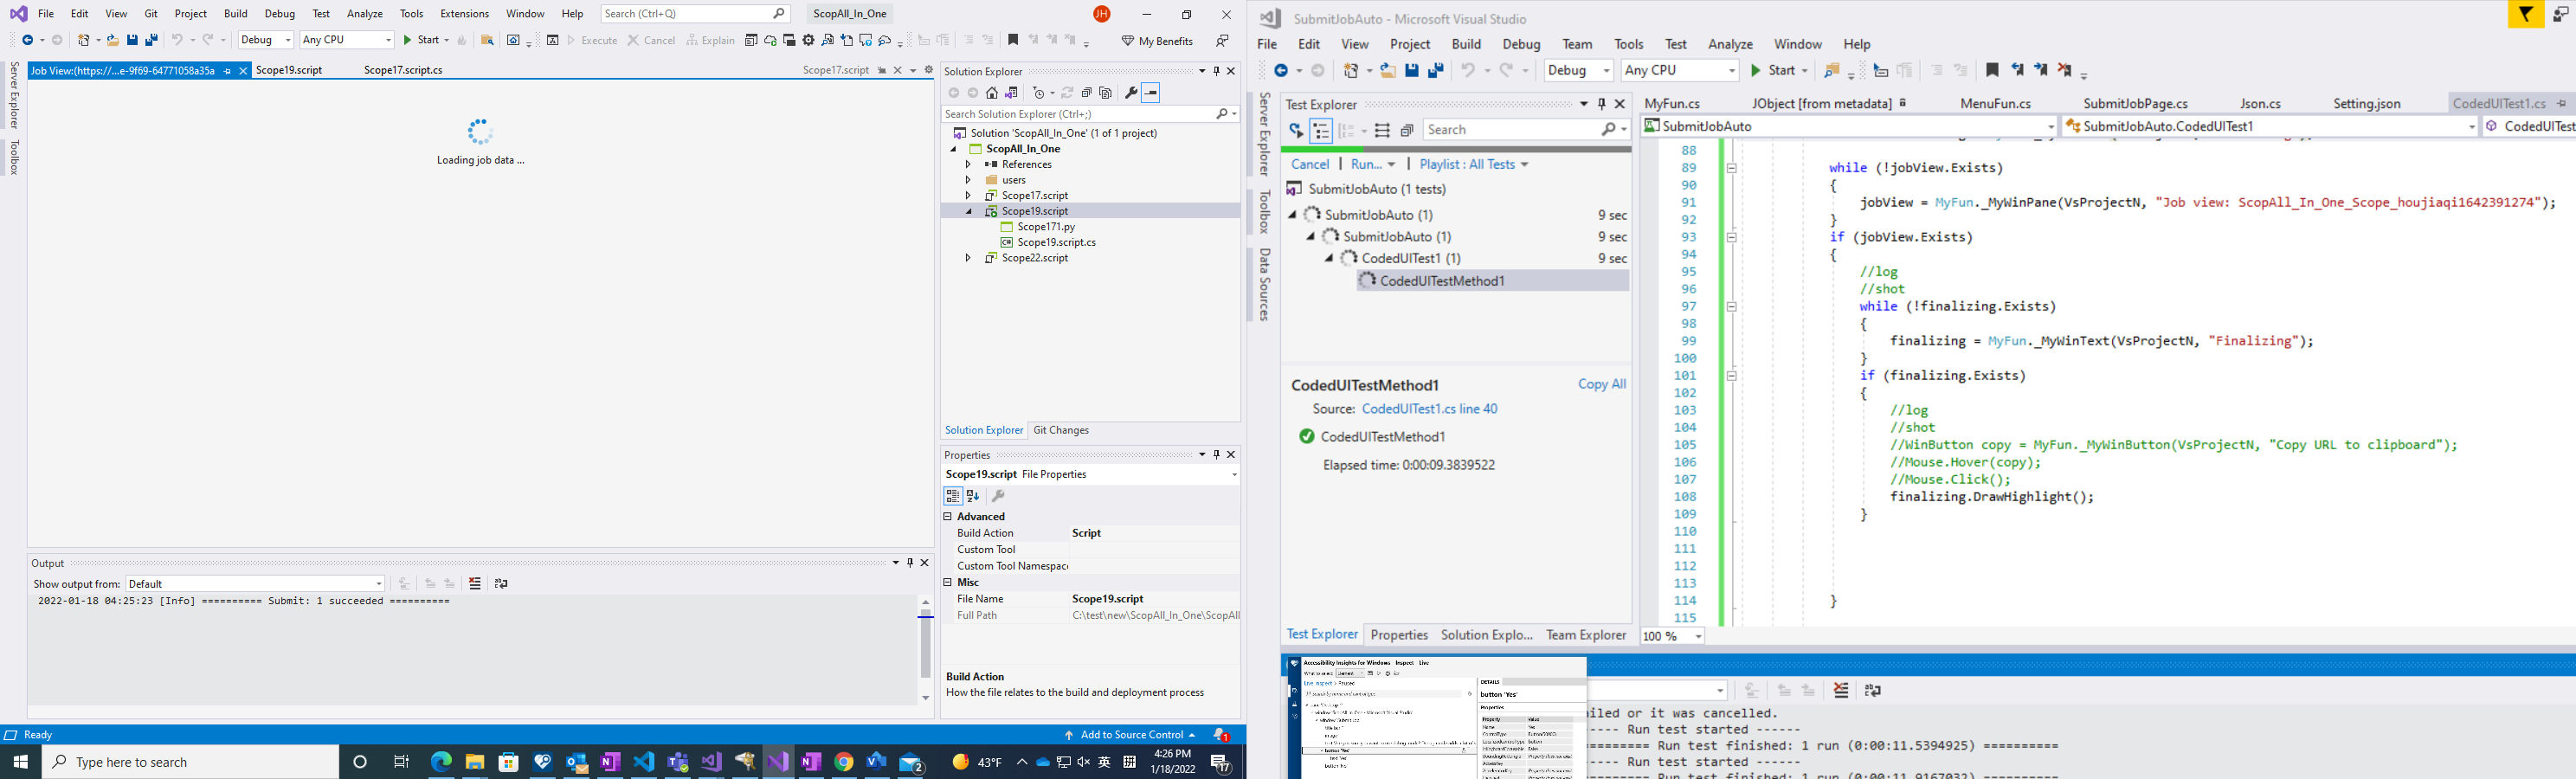 File Edit View Git Project Build Debug Test Analyze Tools Extensions Window Help Search (Ctrl+Q) ScopAll_In_One JH
Debug Any CPU Start Execute Cancel Explain My Benefits
Server Explorer
Toolbox
Job View:(https://...e-9f69-64771058a35a Scope19.script Scope17.script.cs Scope17.script
Loading job data ...
Output
Show output from: Default
2022-01-18 04:25:23 [Info] ========== Submit: 1 succeeded ==========
Solution Explorer
Search Solution Explorer (Ctrl+;)
Solution 'ScopAll_In_One' (1 of 1 project)
ScopAll_In_One
References
users
Scope17.script
Scope19.script
Scope171.py
Scope19.script.cs
Scope22.script
Solution Explorer Git Changes
Properties
Scope19.script File Properties
Advanced
Build Action Script
Custom Tool
Custom Tool Namespac
Misc
File Name Scope19.script
Full Path C:\test\new\ScopAll_In_One\ScopAll
Build Action
How the file relates to the build and deployment process
Ready Add to Source Control 1
Type here to search 2 43°F 英 拼 4:26 PM
1/18/2022 17
SubmitJobAuto - Microsoft Visual Studio
File Edit View Project Build Debug Team Tools Test Analyze Window Help
Debug Any CPU Start
Server Explorer
Toolbox
Data Sources
Test Explorer
Search
Cancel Run... Playlist : All Tests
SubmitJobAuto (1 tests)
SubmitJobAuto (1) 9 sec
SubmitJobAuto (1) 9 sec
CodedUITest1 (1) 9 sec
CodedUITestMethod1
CodedUITestMethod1 Copy All
Source: CodedUITest1.cs line 40
CodedUITestMethod1
Elapsed time: 0:00:09.3839522
Test Explorer Properties Solution Explo... Team Explorer
MyFun.cs JObject [from metadata] MenuFun.cs SubmitJobPage.cs Json.cs Setting.json CodedUITest1.cs
SubmitJobAuto SubmitJobAuto.CodedUITest1 CodedUITest
88
89 while (!jobView.Exists)
90 {
91 jobView = MyFun._MyWinPane(VsProjectN, "Job view: ScopAll_In_One_Scope_houjiaqi1642391274");
92 }
93 if (jobView.Exists)
94 {
95 //log
96 //shot
97 while (!finalizing.Exists)
98 {
99 finalizing = MyFun._MyWinText(VsProjectN, "Finalizing");
100 }
101 if (finalizing.Exists)
102 {
103 //log
104 //shot
105 //WinButton copy = MyFun._MyWinButton(VsProjectN, "Copy URL to clipboard");
106 //Mouse.Hover(copy);
107 //Mouse.Click();
108 finalizing.DrawHighlight();
109 }
110
111
112
113
114 }
115
100 %
Accessibility Insights for Windows Inspect Live
DETAILS
button 'Yes'
Properties
Property Value
ailed or it was cancelled.
----- Run test started ------
========== Run test finished: 1 run (0:00:11.5394925) ==========
----- Run test started ------
========== Run test finished: 1 run (0:00:11.9167032) ==========